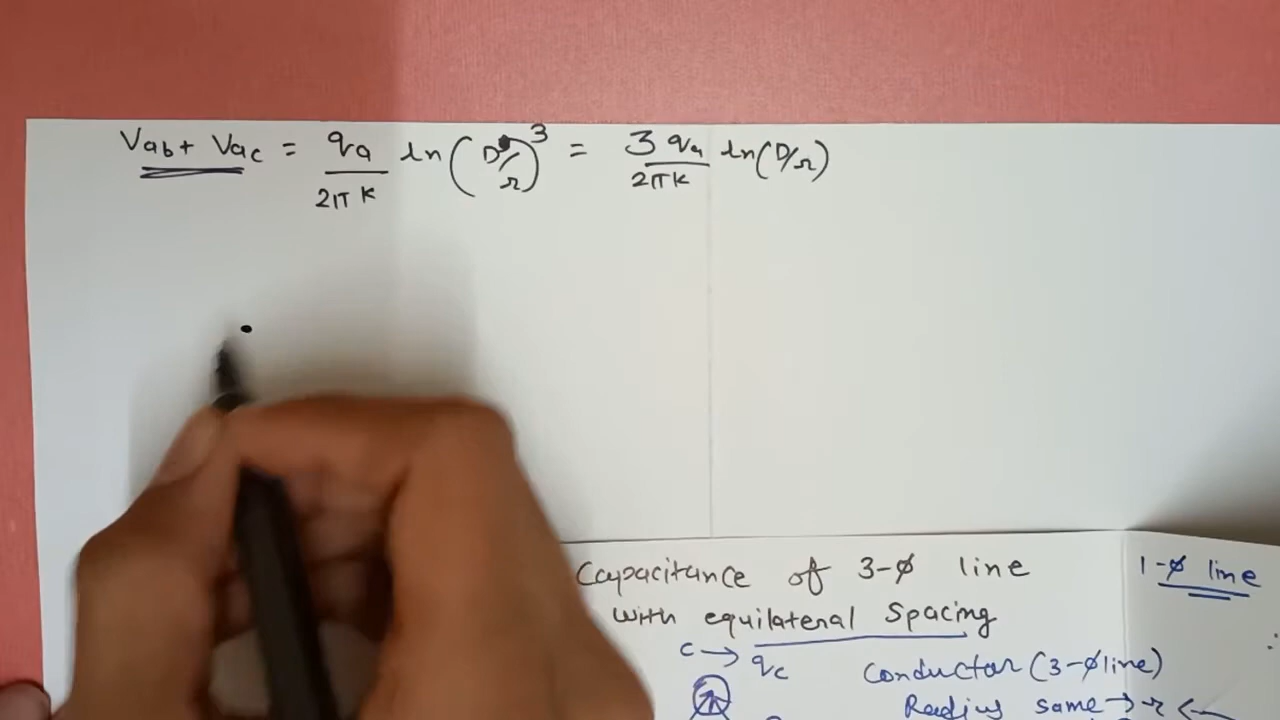 Vab + Vac = qa/2πk ln(D/r)^3 = 3qa/2πk ln(D/r)
Capacitance of 3-ϕ line
with equilateral spacing
1-ϕ line
c → qc
Conductor (3-ϕ line)
Radius same → r ←